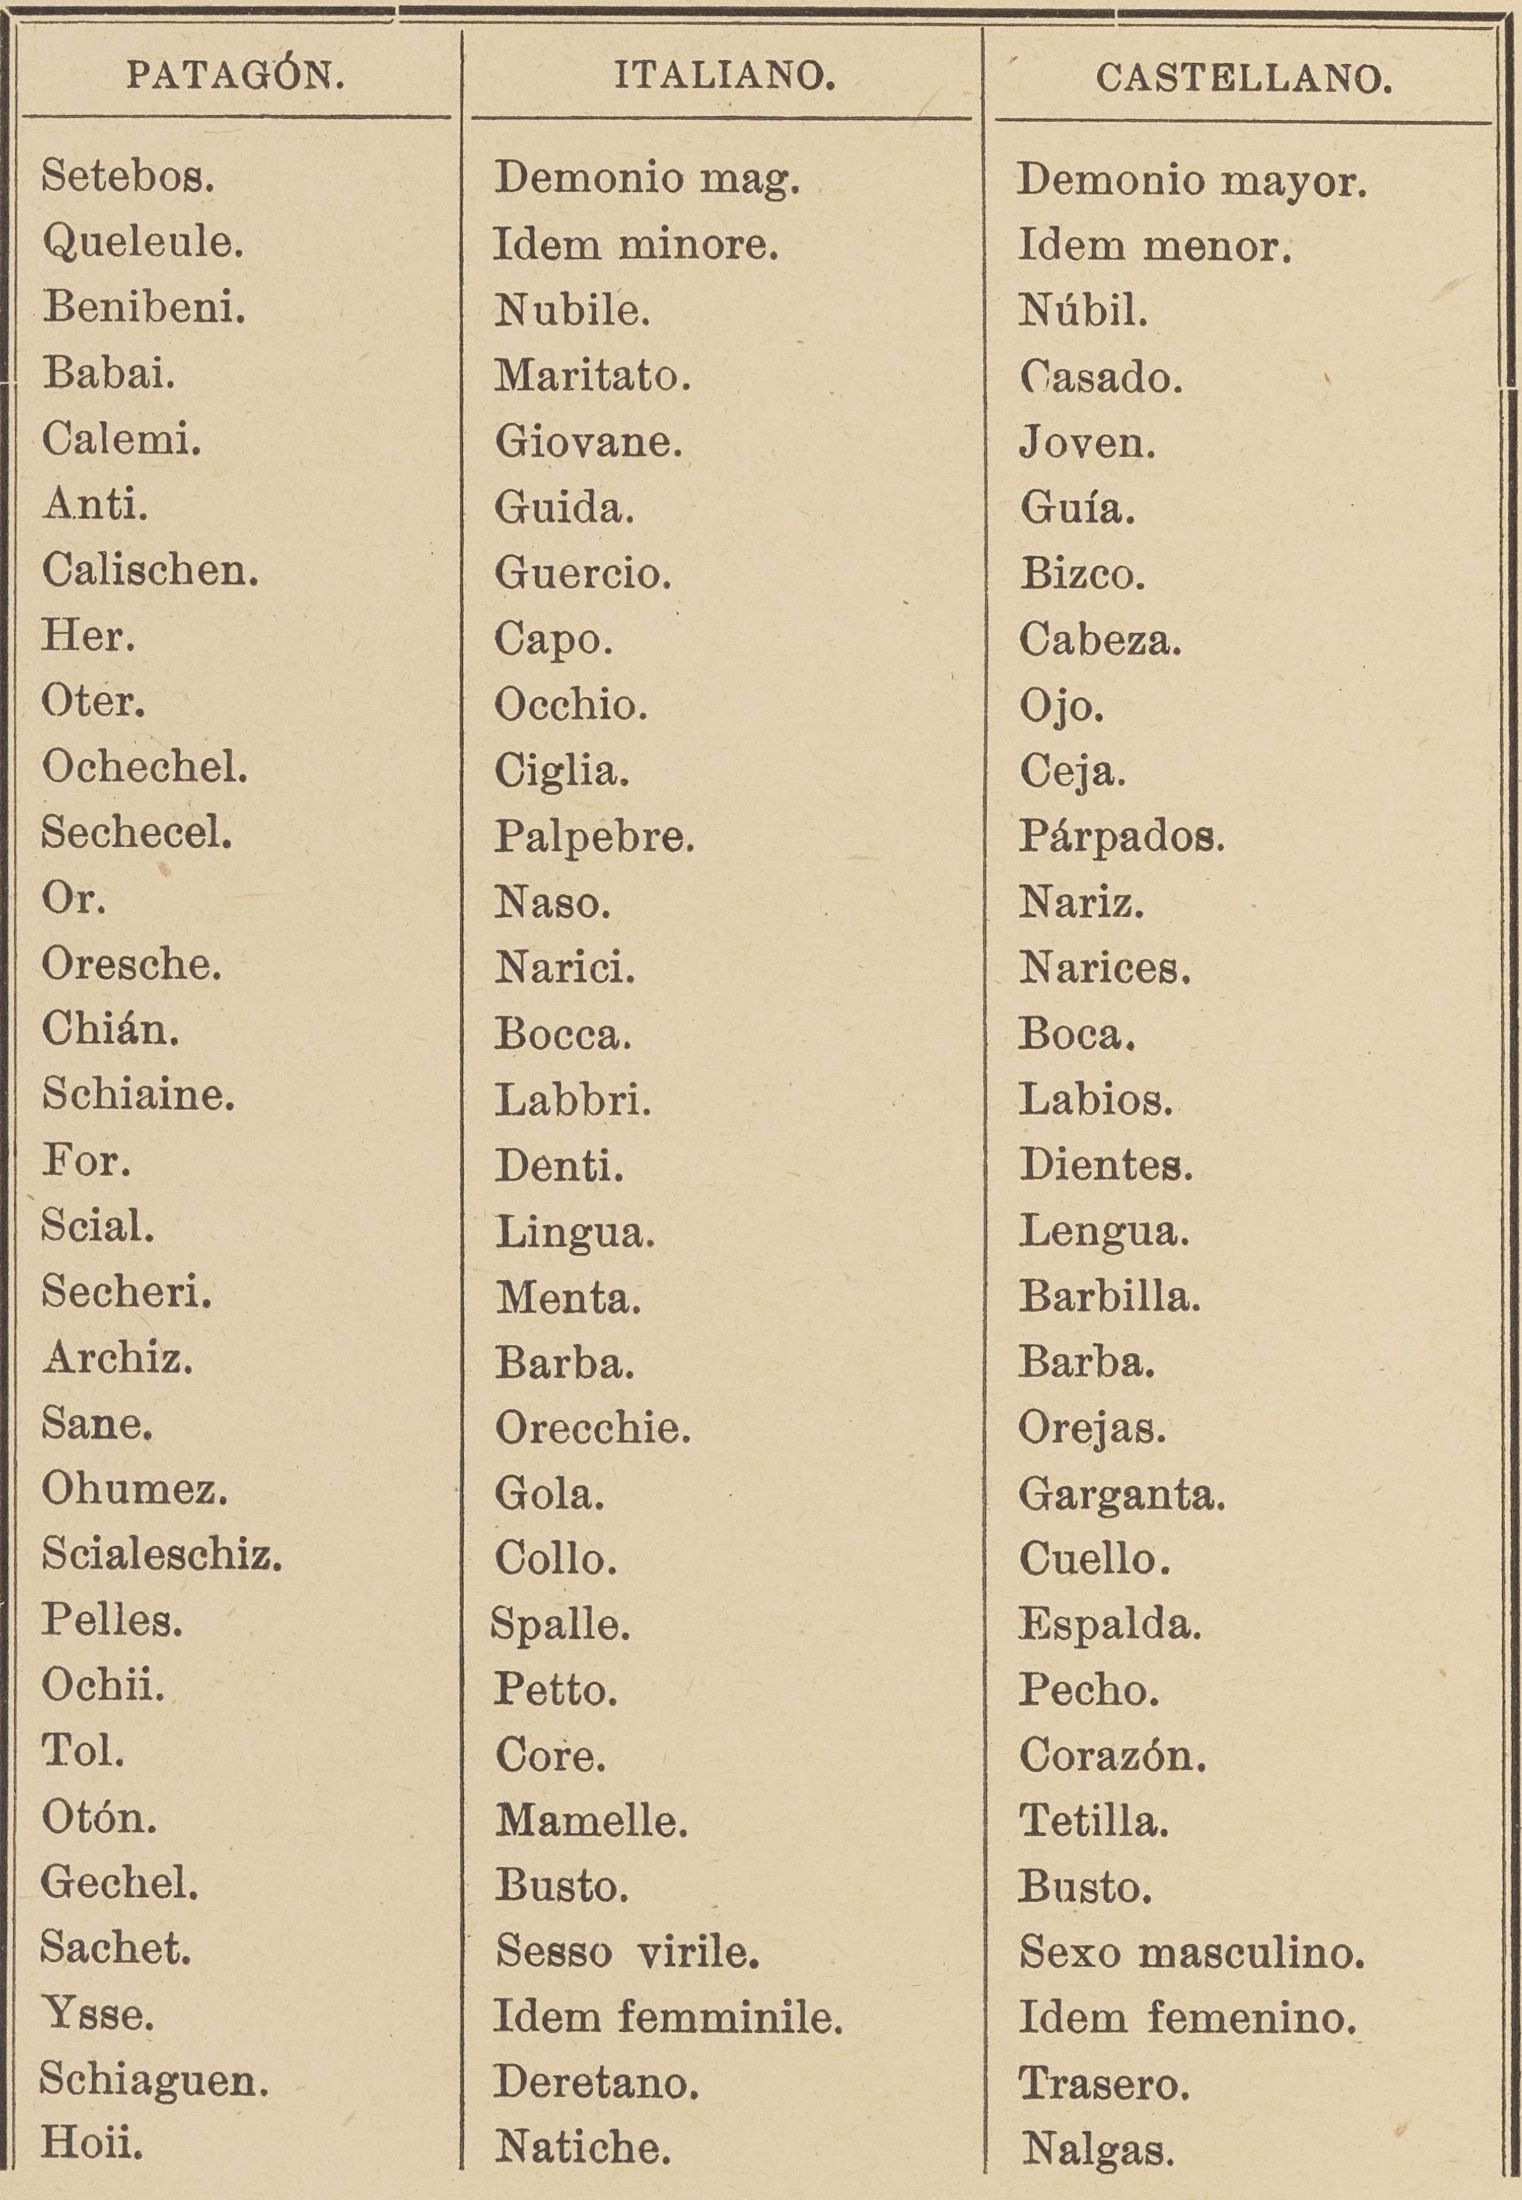 PATAGÓN. ITALIANO. CASTELLANO.
Setebos. Demonio mag. Demonio mayor.
Queleule. Idem minore. Idem menor.
Benibeni. Nubile. Núbil.
Babai. Maritato. Casado.
Calemi. Giovane. Joven.
Anti. Guida. Guía.
Calischen. Guercio. Bizco.
Her. Capo. Cabeza.
Oter. Occhio. Ojo.
Ochechel. Ciglia. Ceja.
Sechecel. Palpebre. Párpados.
Or. Naso. Nariz.
Oresche. Narici. Narices.
Chián. Bocca. Boca.
Schiaine. Labbri. Labios.
For. Denti. Dientes.
Scial. Lingua. Lengua.
Secheri. Menta. Barbilla.
Archiz. Barba. Barba.
Sane. Orecchie. Orejas.
Ohumez. Gola. Garganta.
Scialeschiz. Collo. Cuello.
Pelles. Spalle. Espalda.
Ochii. Petto. Pecho.
Tol. Core. Corazón.
Otón. Mamelle. Tetilla.
Gechel. Busto. Busto.
Sachet. Sesso virile. Sexo masculino.
Ysse. Idem femminile. Idem femenino.
Schiaguen. Deretano. Trasero.
Hoii. Natiche. Nalgas.